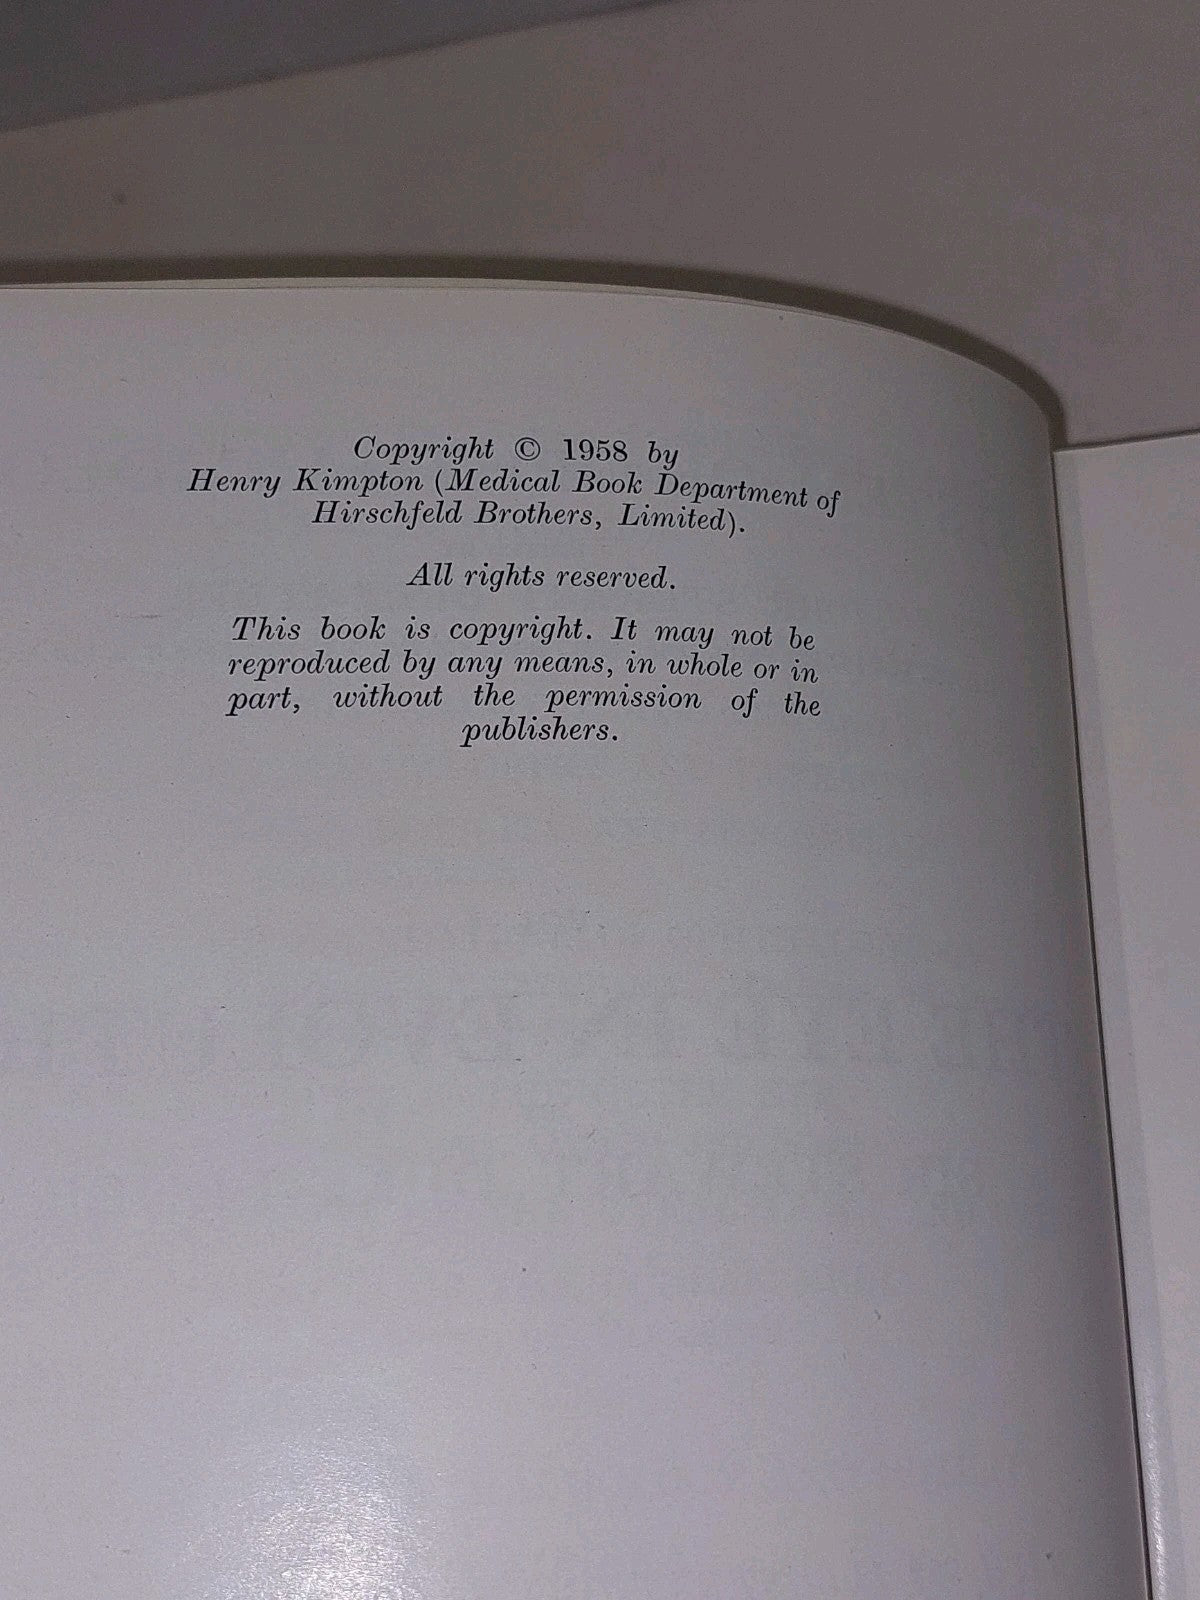 Copyright © 1958 by
Henry Kimpton (Medical Book Department of
Hirschfeld Brothers, Limited).
All rights reserved.
This book is copyright. It may not be
reproduced by any means, in whole or in
part, without the permission of the
publishers.